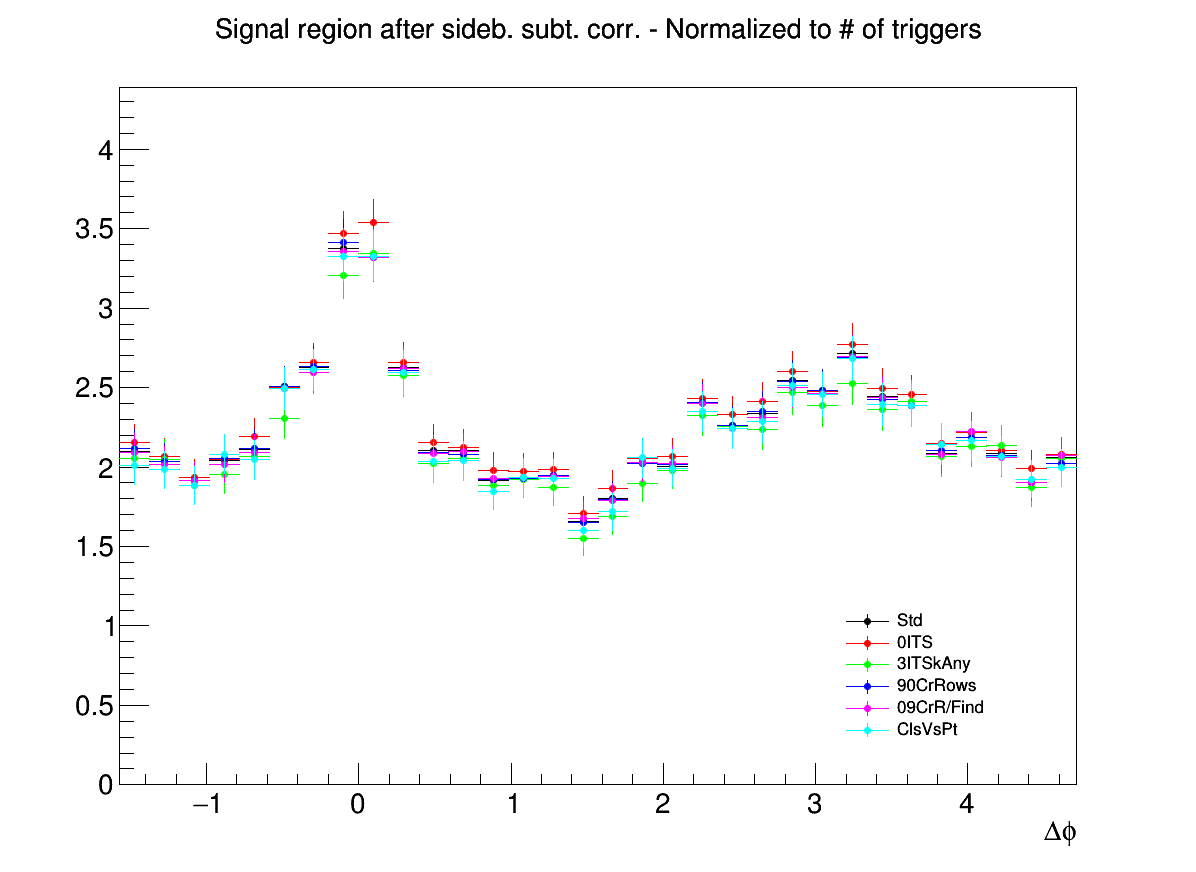 Signal region after sideb. subt. corr. - Normalized to # of triggers
4
3.5
3
2.5
2
1.5
1
0.5
0
Std
0ITS
3ITSkAny
90CrRows
09CrR/Find
ClsVsPt
−1 0 1 2 3 4
Δϕ